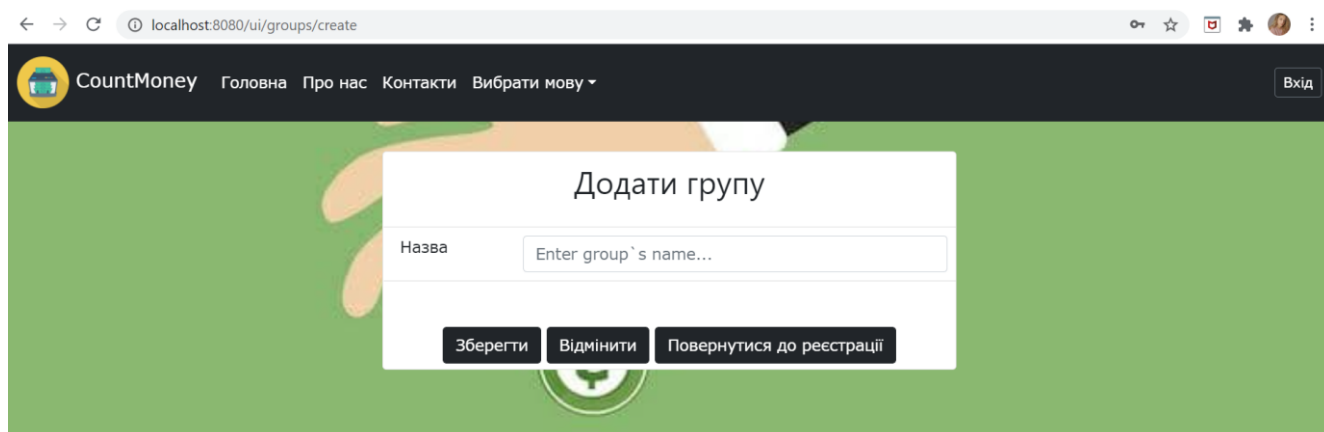 localhost:8080/ui/groups/create
CountMoney Головна Про нас Контакти Вибрати мову Вхід
Додати групу
Назва Enter group`s name...
Зберегти Відмінити Повернутися до реєстрації